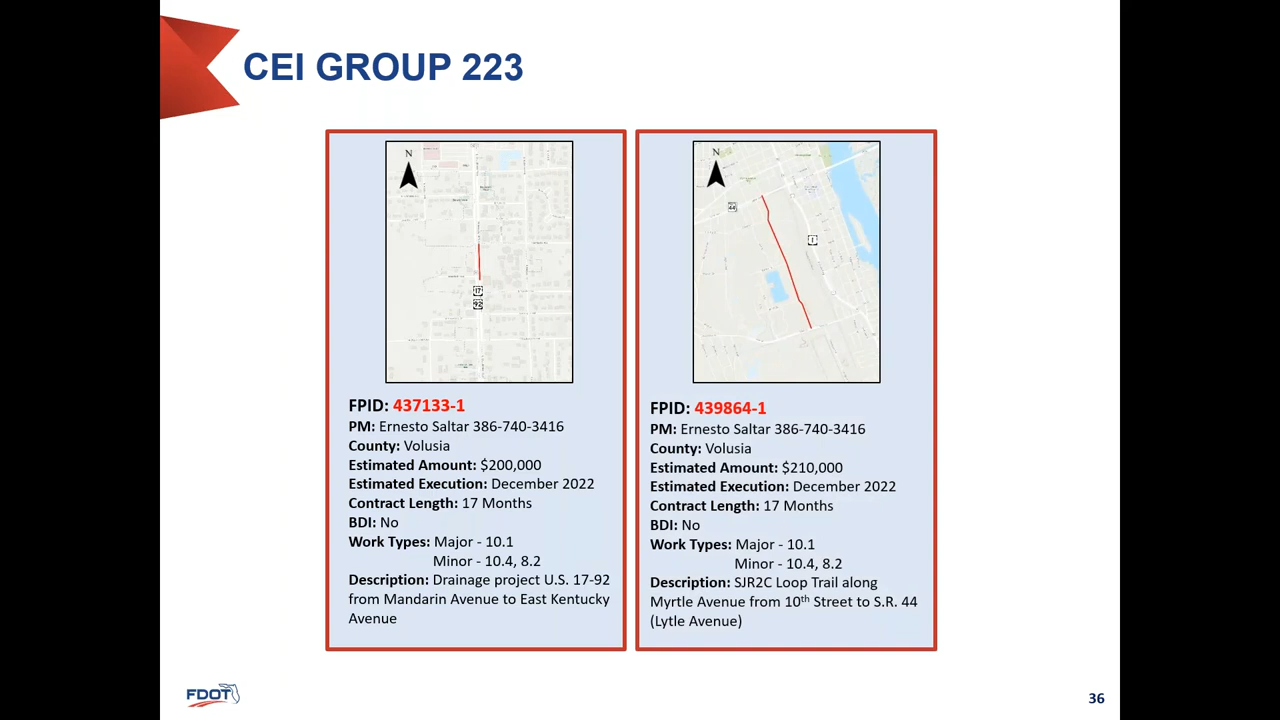 CEI GROUP 223
N
17
92
FPID: 437133-1
PM: Ernesto Saltar 386-740-3416
County: Volusia
Estimated Amount: $200,000
Estimated Execution: December 2022
Contract Length: 17 Months
BDI: No
Work Types: Major - 10.1
Minor - 10.4, 8.2
Description: Drainage project U.S. 17-92
from Mandarin Avenue to East Kentucky
Avenue
N
44
1
FPID: 439864-1
PM: Ernesto Saltar 386-740-3416
County: Volusia
Estimated Amount: $210,000
Estimated Execution: December 2022
Contract Length: 17 Months
BDI: No
Work Types: Major - 10.1
Minor - 10.4, 8.2
Description: SJR2C Loop Trail along
Myrtle Avenue from 10th Street to S.R. 44
(Lytle Avenue)
FDOT
36